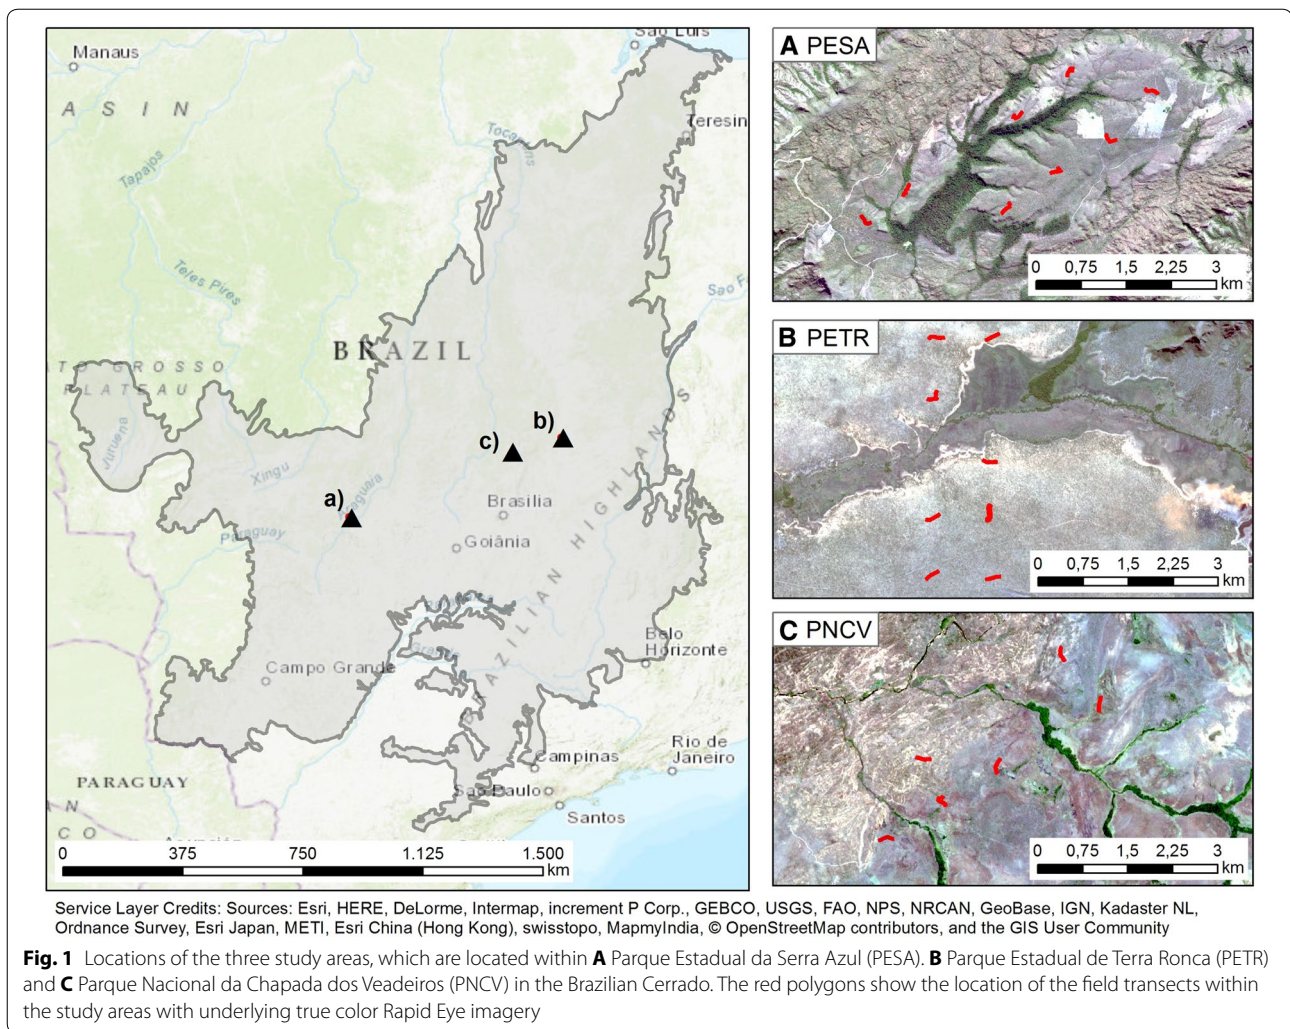 Manaus
A S I N
Tapajos
Teles Pires
Tocantins
Sao Luis
Teresin
Sao F
BRAZIL
ATO GROSSO
PLATEAU
Juruena
Xingu
Araguaia
Paraguay
a)
b)
c)
Brasilia
Goiânia
BRAZILIAN HIGHLANDS
Grande
Campo Grande
Belo
Horizonte
Rio de
Janeiro
Campinas
Sao Paulo
Santos
PARAGUAY
A N
C O
0 375 750 1.125 1.500
km
A PESA
0 0,75 1,5 2,25 3
km
B PETR
0 0,75 1,5 2,25 3
km
C PNCV
0 0,75 1,5 2,25 3
km
Service Layer Credits: Sources: Esri, HERE, DeLorme, Intermap, increment P Corp., GEBCO, USGS, FAO, NPS, NRCAN, GeoBase, IGN, Kadaster NL,
Ordnance Survey, Esri Japan, METI, Esri China (Hong Kong), swisstopo, MapmyIndia, © OpenStreetMap contributors, and the GIS User Community
Fig. 1 Locations of the three study areas, which are located within A Parque Estadual da Serra Azul (PESA). B Parque Estadual de Terra Ronca (PETR)
and C Parque Nacional da Chapada dos Veadeiros (PNCV) in the Brazilian Cerrado. The red polygons show the location of the field transects within
the study areas with underlying true color Rapid Eye imagery